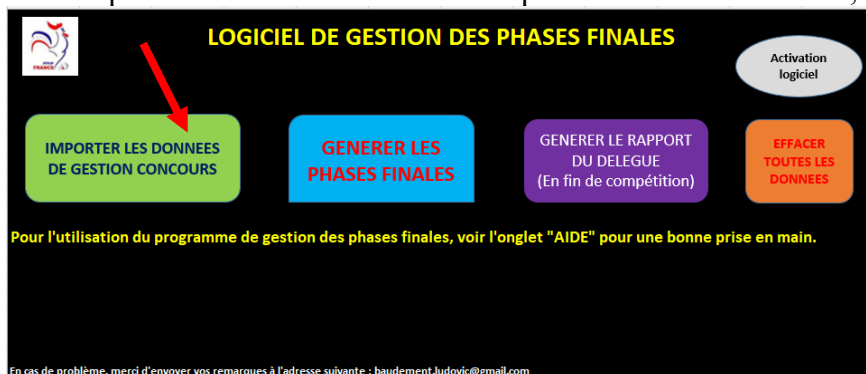 LOGICIEL DE GESTION DES PHASES FINALES
Activation
logiciel
IMPORTER LES DONNEES
DE GESTION CONCOURS
GENERER LES
PHASES FINALES
GENERER LE RAPPORT
DU DELEGUE
(En fin de compétition)
EFFACER
TOUTES LES
DONNEES
Pour l'utilisation du programme de gestion des phases finales, voir l'onglet "AIDE" pour une bonne prise en main.
En cas de problème, merci d'envoyer vos remarques à l'adresse suivante : baudement.ludovic@gmail.com